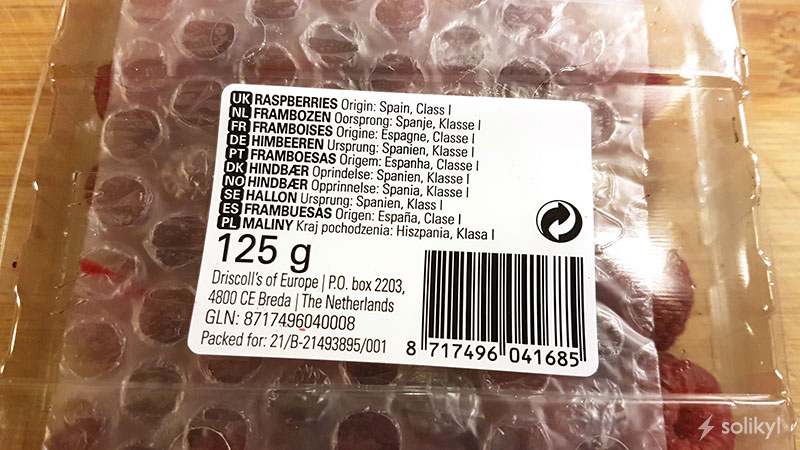 UK RASPBERRIES Origin: Spain, Class I
NL FRAMBOZEN Oorsprong: Spanje, Klasse I
FR FRAMBOISES Origine: Espagne, Classe I
DE HIMBEEREN Ursprung: Spanien, Klasse I
PT FRAMBOESAS Origem: Espanha, Classe I
DK HINDBÆR Oprindelse: Spanien, Klasse I
NO HINDBÆR Opprinnelse: Spania, Klasse I
SE HALLON Ursprung: Spanien, Klass I
ES FRAMBUESAS Origen: España, Clase I
PL MALINY Kraj pochodzenia: Hiszpania, Klasa I
125 g
Driscoll's of Europe | P.O. box 2203,
4800 CE Breda | The Netherlands
GLN: 8717496040008
Packed for: 21/B-21493895/001
8 717496 041685
solikyl